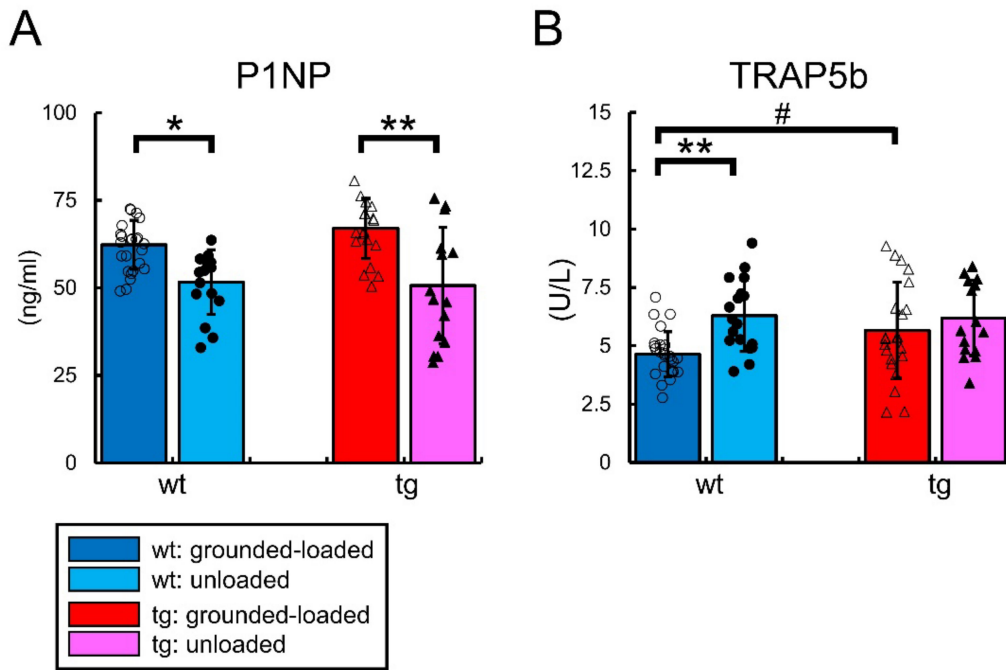 A
P1NP
(ng/ml)
100
75
50
25
0
*
**
wt
tg
B
TRAP5b
(U/L)
15
12.5
10
7.5
5
2.5
0
#
**
wt
tg
wt: grounded-loaded
wt: unloaded
tg: grounded-loaded
tg: unloaded